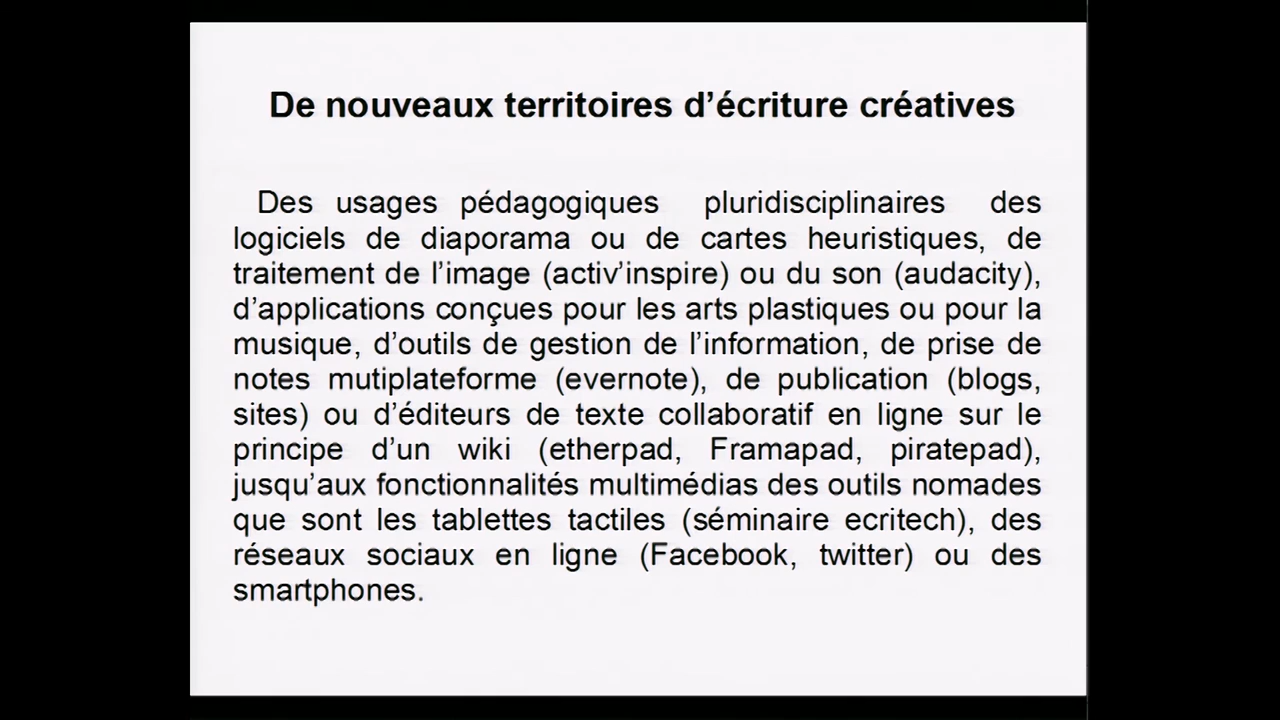 De nouveaux territoires d’écriture créatives
Des usages pédagogiques pluridisciplinaires des
logiciels de diaporama ou de cartes heuristiques, de
traitement de l’image (activ’inspire) ou du son (audacity),
d’applications conçues pour les arts plastiques ou pour la
musique, d’outils de gestion de l’information, de prise de
notes mutiplateforme (evernote), de publication (blogs,
sites) ou d’éditeurs de texte collaboratif en ligne sur le
principe d’un wiki (etherpad, Framapad, piratepad),
jusqu’aux fonctionnalités multimédias des outils nomades
que sont les tablettes tactiles (séminaire ecritech), des
réseaux sociaux en ligne (Facebook, twitter) ou des
smartphones.